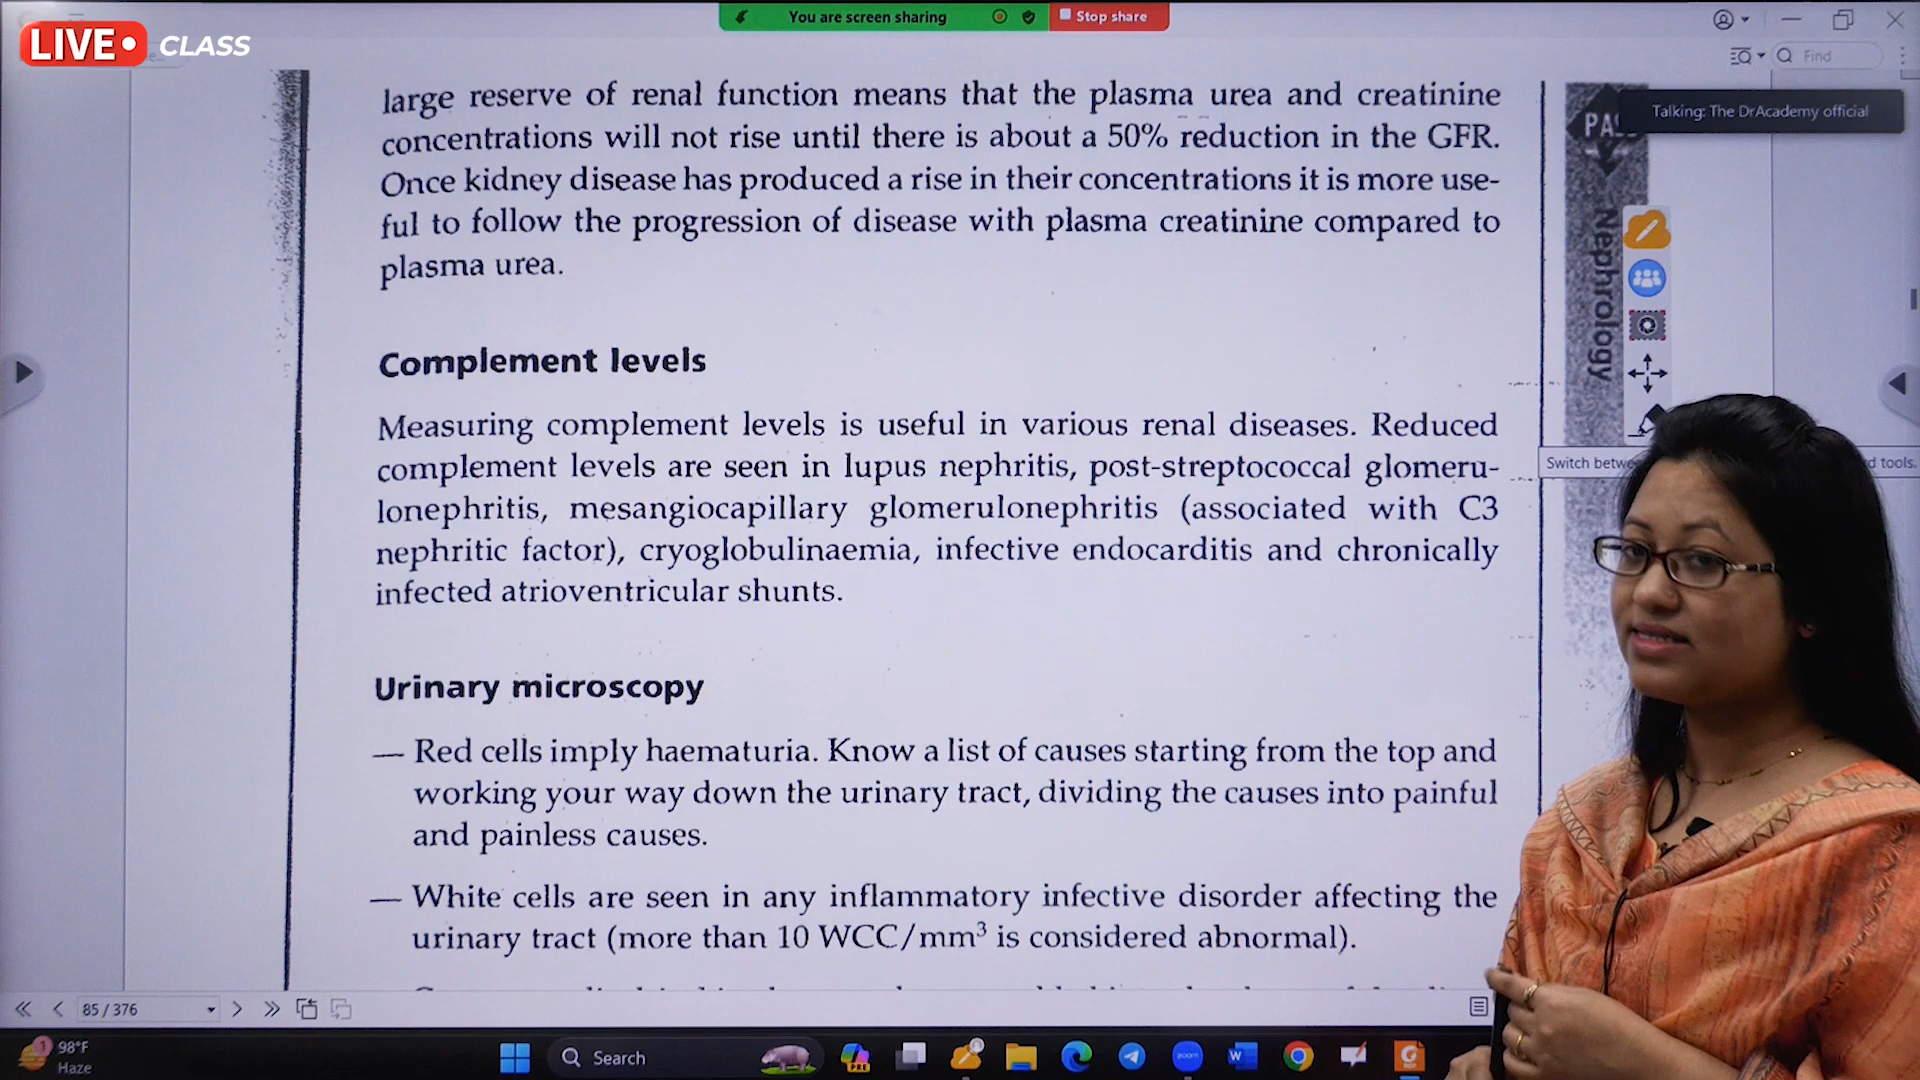 You are screen sharing
Stop share
LIVE
CLASS
Find
large reserve of renal function means that the plasma urea and creatinine
concentrations will not rise until there is about a 50% reduction in the GFR.
Once kidney disease has produced a rise in their concentrations it is more use-
ful to follow the progression of disease with plasma creatinine compared to
plasma urea.
Talking: The DrAcademy official
Nephrology
Complement levels
Measuring complement levels is useful in various renal diseases. Reduced
complement levels are seen in lupus nephritis, post-streptococcal glomeru-
lonephritis, mesangiocapillary glomerulonephritis (associated with C3
nephritic factor), cryoglobulinaemia, infective endocarditis and chronically
infected atrioventricular shunts.
Switch
d tools.
Urinary microscopy
— Red cells imply haematuria. Know a list of causes starting from the top and
working your way down the urinary tract, dividing the causes into painful
and painless causes.
— White cells are seen in any inflammatory infective disorder affecting the
urinary tract (more than 10 WCC/mm³ is considered abnormal).
85 / 376
1
98°F
Haze
Search
PRE
zoom
W